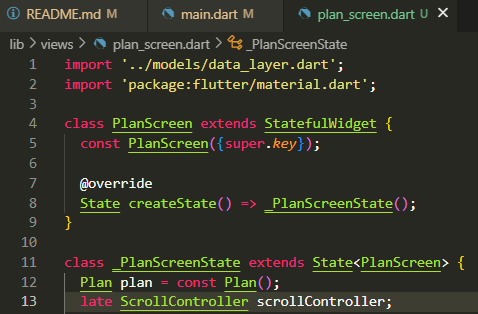 README.md M main.dart M plan_screen.dart U
lib > views > plan_screen.dart > _PlanScreenState
1 import '../models/data_layer.dart';
2 import 'package:flutter/material.dart';
3
4 class PlanScreen extends StatefulWidget {
5 const PlanScreen({super.key});
6
7 @override
8 State createState() => _PlanScreenState();
9 }
10
11 class _PlanScreenState extends State<PlanScreen> {
12 Plan plan = const Plan();
13 late ScrollController scrollController;